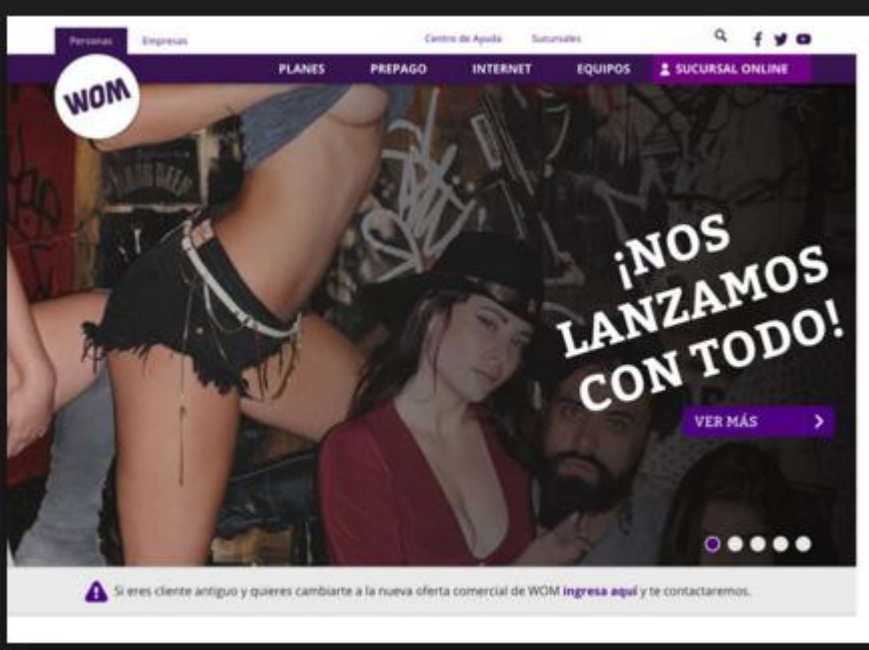 Personas Empresas Centro de Ayuda Sucursales
WOM
PLANES PREPAGO INTERNET EQUIPOS SUCURSAL ONLINE
¡NOS
LANZAMOS
CON TODO!
VER MÁS
Si eres cliente antiguo y quieres cambiarte a la nueva oferta comercial de WOM ingresa aquí y te contactaremos.